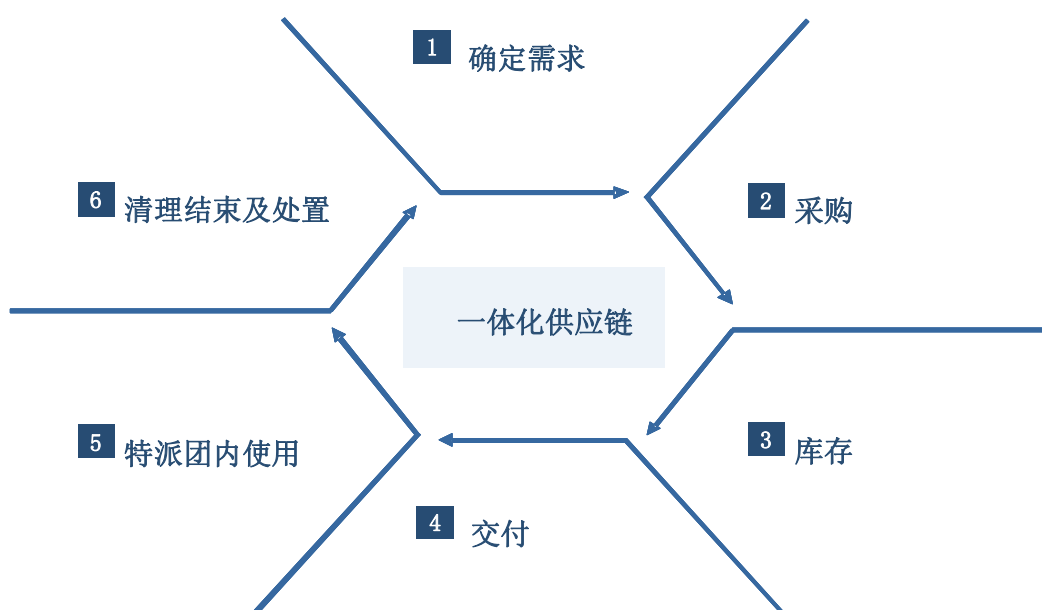 1 确定需求
6 清理结束及处置
2 采购
一体化供应链
5 特派团内使用
3 库存
4 交付